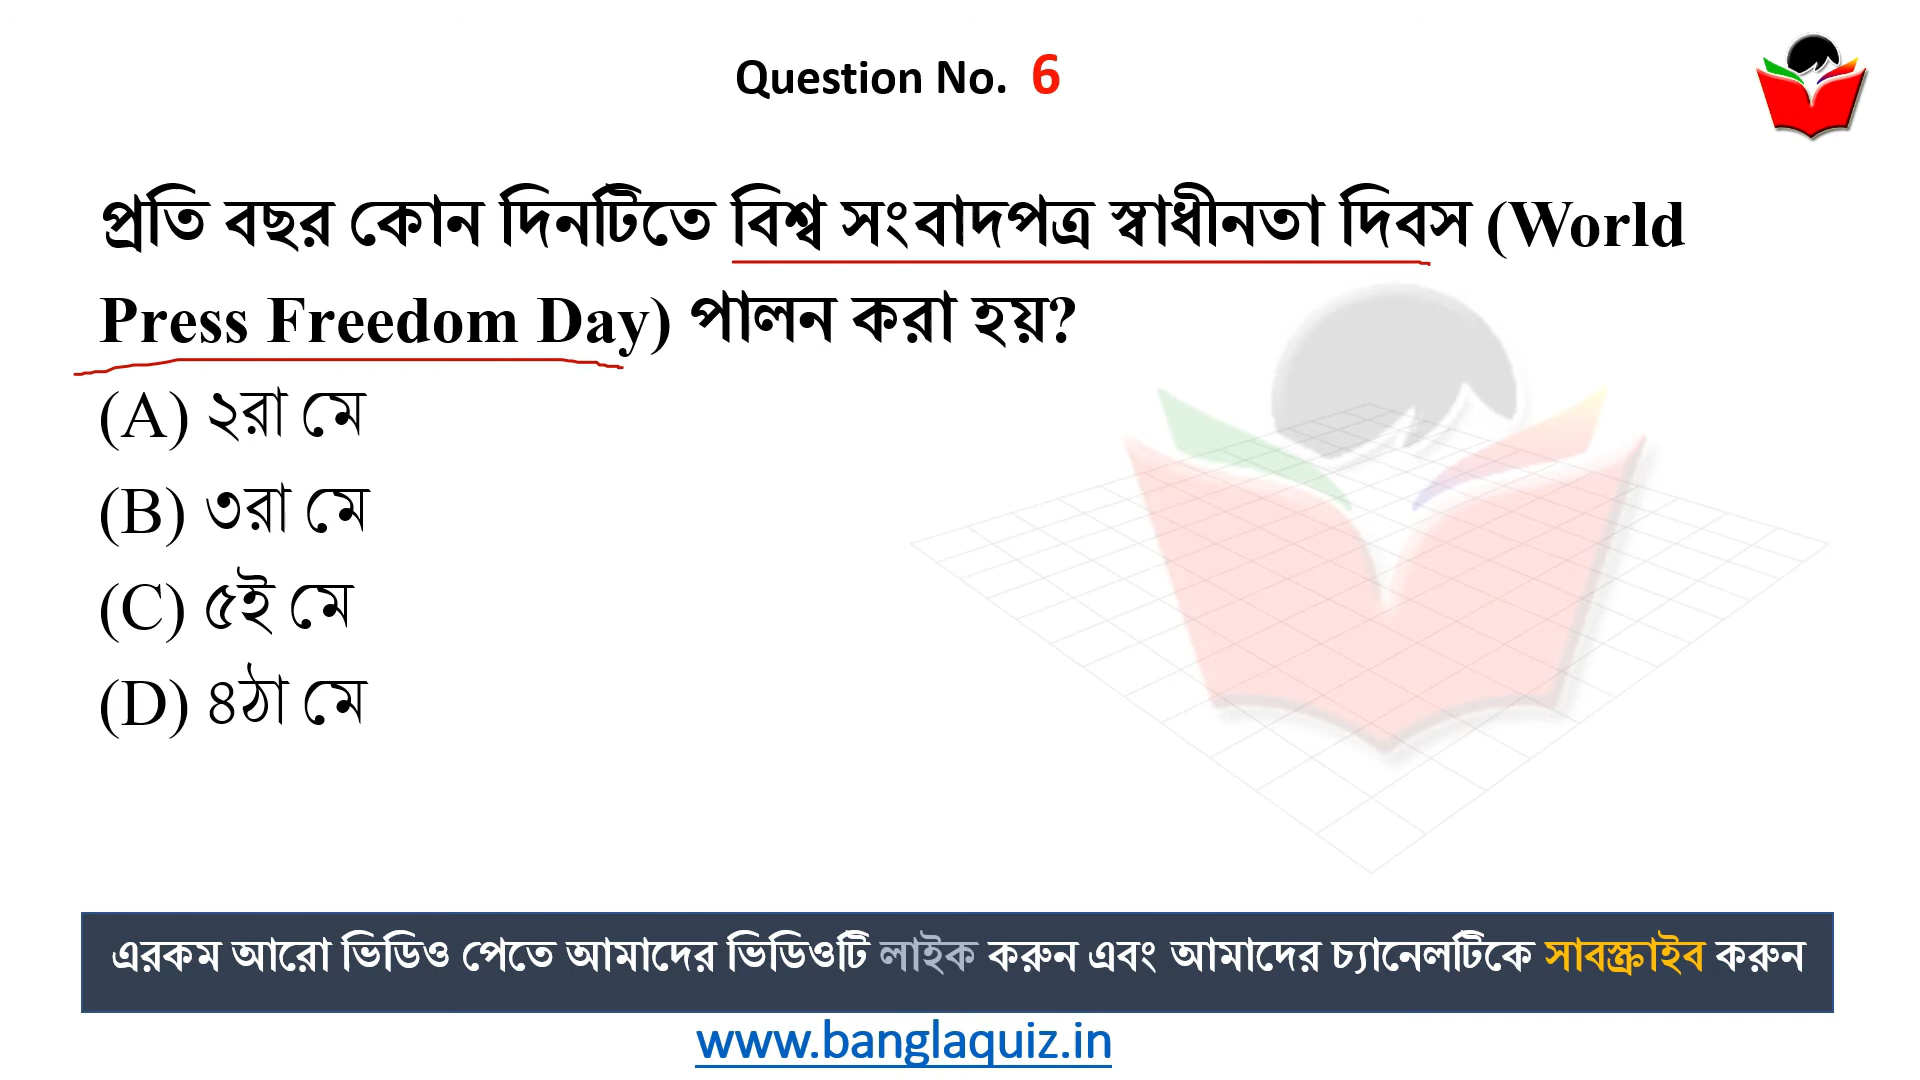 Question No. 6
প্রতি বছর কোন দিনটিতে বিশ্ব সংবাদপত্র স্বাধীনতা দিবস (World
Press Freedom Day) পালন করা হয়?
(A) ২রা মে
(B) ৩রা মে
(C) ৫ই মে
(D) ৪ঠা মে
এরকম আরো ভিডিও পেতে আমাদের ভিডিওটি লাইক করুন এবং আমাদের চ্যানেলটিকে সাবস্ক্রাইব করুন
www.banglaquiz.in